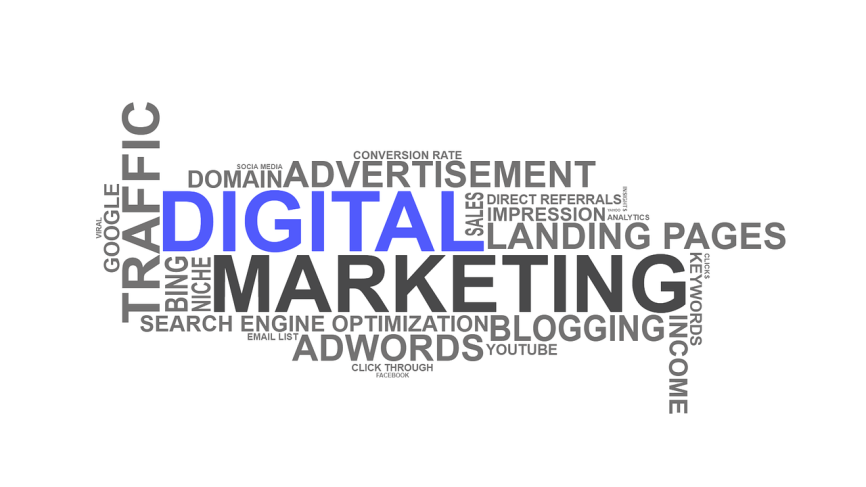 CONVERSION RATE
SOCIA MEDIA
DOMAIN
ADVERTISEMENT
TRAFFIC
GOOGLE
VIRAL
DIGITAL
SALES
DIRECT REFERRALS
IMPRESSION
ANALYTICS
LANDING PAGES
BING
NICHE
MARKETING
CLICKS
KEYWORDS
SEARCH ENGINE OPTIMIZATION
BLOGGING
INCOME
EMAIL LIST
ADWORDS
YOUTUBE
CLICK THROUGH
FACEBOOK